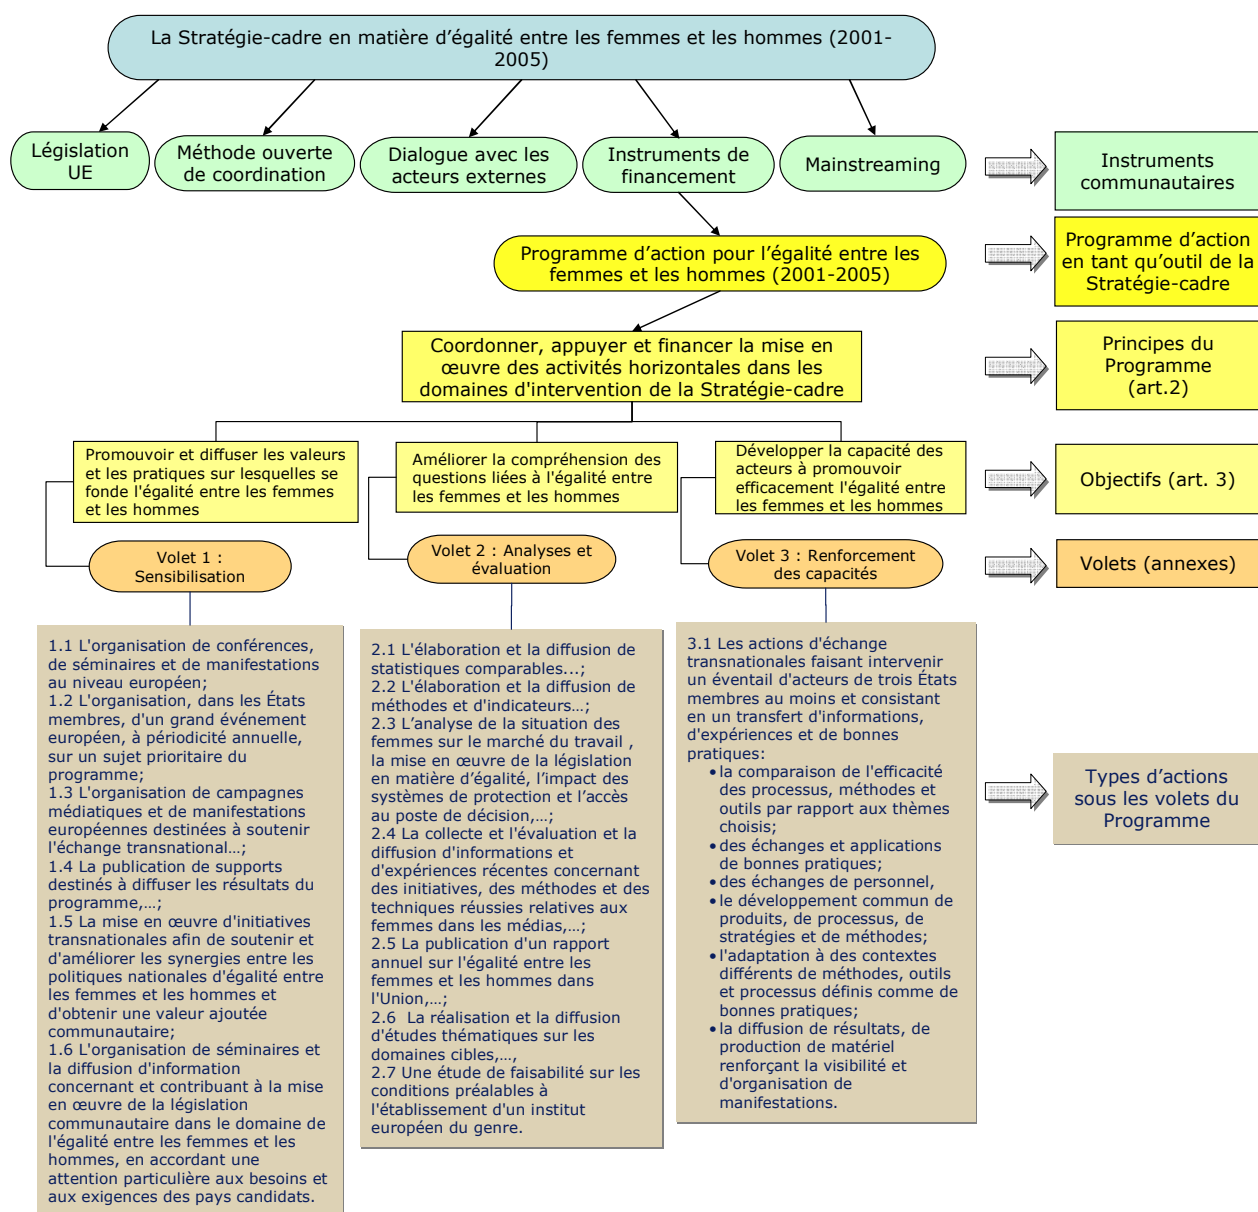 La Stratégie-cadre en matière d’égalité entre les femmes et les hommes (2001-
2005)
Législation
UE
Méthode ouverte
de coordination
Dialogue avec les
acteurs externes
Instruments de
financement
Mainstreaming
Instruments
communautaires
Programme d’action pour l’égalité entre les
femmes et les hommes (2001-2005)
Programme d’action
en tant qu’outil de la
Stratégie-cadre
Coordonner, appuyer et financer la mise en
œuvre des activités horizontales dans les
domaines d'intervention de la Stratégie-cadre
Principes du
Programme
(art.2)
Promouvoir et diffuser les valeurs
et les pratiques sur lesquelles se
fonde l'égalité entre les femmes
et les hommes
Améliorer la compréhension des
questions liées à l'égalité entre
les femmes et les hommes
Développer la capacité des
acteurs à promouvoir
efficacement l'égalité entre
les femmes et les hommes
Objectifs (art. 3)
Volet 1 :
Sensibilisation
Volet 2 : Analyses et
évaluation
Volet 3 : Renforcement
des capacités
Volets (annexes)
1.1 L'organisation de conférences,
de séminaires et de manifestations
au niveau européen;
1.2 L'organisation, dans les États
membres, d'un grand événement
européen, à périodicité annuelle,
sur un sujet prioritaire du
programme;
1.3 L'organisation de campagnes
médiatiques et de manifestations
européennes destinées à soutenir
l'échange transnational…;
1.4 La publication de supports
destinés à diffuser les résultats du
programme,…;
1.5 La mise en œuvre d'initiatives
transnationales afin de soutenir et
d'améliorer les synergies entre les
politiques nationales d'égalité entre
les femmes et les hommes et
d'obtenir une valeur ajoutée
communautaire;
1.6 L'organisation de séminaires et
la diffusion d'information
concernant et contribuant à la mise
en œuvre de la législation
communautaire dans le domaine de
l'égalité entre les femmes et les
hommes, en accordant une
attention particulière aux besoins et
aux exigences des pays candidats.
2.1 L'élaboration et la diffusion de
statistiques comparables...;
2.2 L'élaboration et la diffusion de
méthodes et d'indicateurs…;
2.3 L’analyse de la situation des
femmes sur le marché du travail ,
la mise en œuvre de la législation
en matière d’égalité, l’impact des
systèmes de protection et l’accès
au poste de décision,…;
2.4 La collecte et l'évaluation et la
diffusion d'informations et
d'expériences récentes concernant
des initiatives, des méthodes et des
techniques réussies relatives aux
femmes dans les médias,…;
2.5 La publication d'un rapport
annuel sur l'égalité entre les
femmes et les hommes dans
l'Union,…;
2.6  La réalisation et la diffusion
d'études thématiques sur les
domaines cibles,…,
2.7 Une étude de faisabilité sur les
conditions préalables à
l'établissement d'un institut
européen du genre.
3.1 Les actions d'échange
transnationales faisant intervenir
un éventail d'acteurs de trois États
membres au moins et consistant
en un transfert d'informations,
d'expériences et de bonnes
pratiques:
• la comparaison de l'efficacité
des processus, méthodes et
outils par rapport aux thèmes
choisis;
• des échanges et applications
de bonnes pratiques;
• des échanges de personnel,
• le développement commun de
produits, de processus, de
stratégies et de méthodes;
• l'adaptation à des contextes
différents de méthodes, outils
et processus définis comme de
bonnes pratiques;
• la diffusion de résultats, de
production de matériel
renforçant la visibilité et
d'organisation de
manifestations.
Types d’actions
sous les volets du
Programme